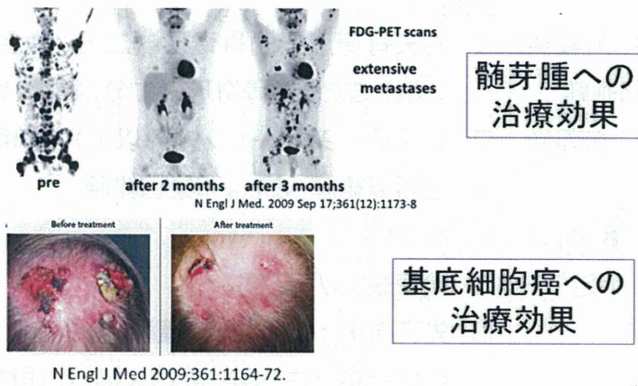 FDG-PET scans
extensive
metastases
pre
after 2 months
after 3 months
N Engl J Med. 2009 Sep 17;361(12):1173-8
髄芽腫への
治療効果
Before treatment
After treatment
基底細胞癌への
治療効果
N Engl J Med 2009;361:1164-72.